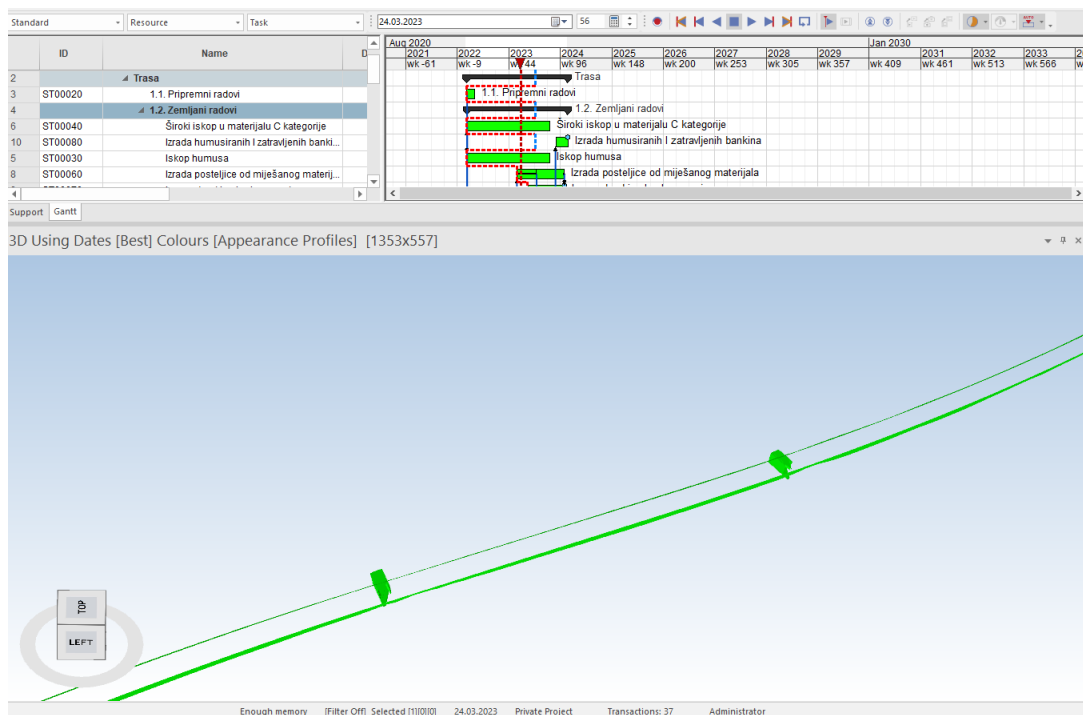 Standard Resource Task 24.03.2023 56
ID Name D
Aug 2020 Jan 2030
2021 2022 2023 2024 2025 2026 2027 2028 2029 2031 2032 2033
wk -61 wk -9 wk 44 wk 96 wk 148 wk 200 wk 253 wk 305 wk 357 wk 409 wk 461 wk 513 wk 566
2 Trasa Trasa
3 ST00020 1.1. Pripremni radovi 1.1. Pripremni radovi
4 1.2. Zemljani radovi 1.2. Zemljani radovi
6 ST00040 Široki iskop u materijalu C kategorije Široki iskop u materijalu C kategorije
10 ST00080 Izrada humusiranih I zatravljenih banki... Izrada humusiranih I zatravljenih bankina
5 ST00030 Iskop humusa Iskop humusa
8 ST00060 Izrada posteljice od miješanog materij... Izrada posteljice od miješanog materijala
Support Gantt
3D Using Dates [Best] Colours [Appearance Profiles] [1353x557]
TOP
LEFT
Enough memory [Filter Off] Selected [1][0][0] 24.03.2023 Private Project Transactions: 37 Administrator